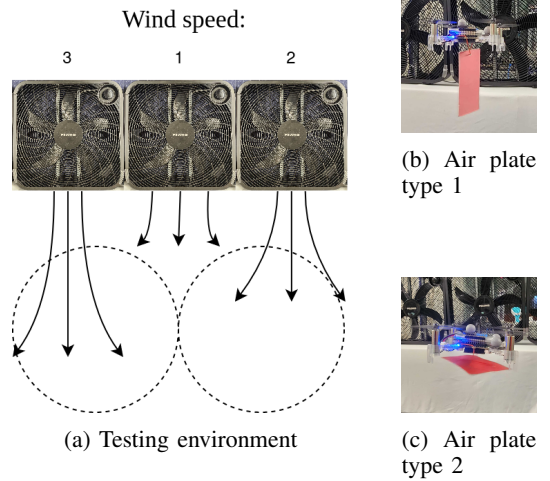 Wind speed:
3 1 2
(a) Testing environment
(b) Air plate
type 1
(c) Air plate
type 2